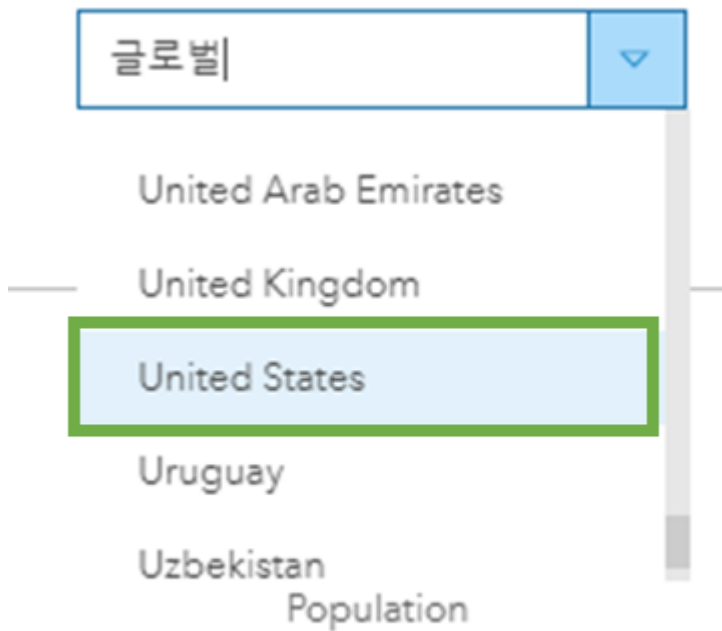 글로벌
United Arab Emirates
United Kingdom
United States
Uruguay
Uzbekistan
Population